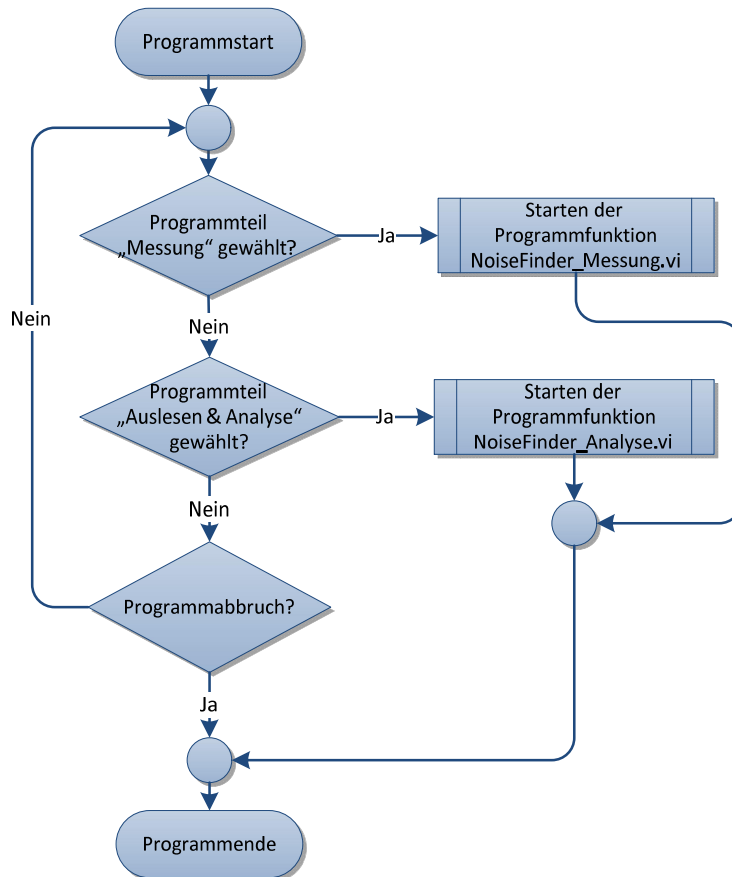 Programmstart
Programmteil
„Messung“ gewählt?
Ja
Starten der
Programmfunktion
NoiseFinder_Messung.vi
Nein
Nein
Programmteil
„Auslesen & Analyse“
gewählt?
Ja
Starten der
Programmfunktion
NoiseFinder_Analyse.vi
Nein
Programmabbruch?
Ja
Programmende